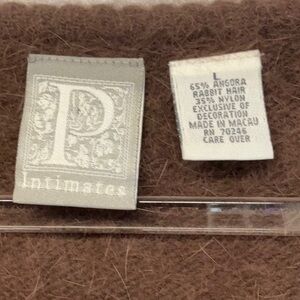 P
Intimates
L
65% ANGORA
RABBIT HAIR
35% NYLON
EXCLUSIVE OF
DECORATION
MADE IN MACAU
RN 70246
CARE OVER